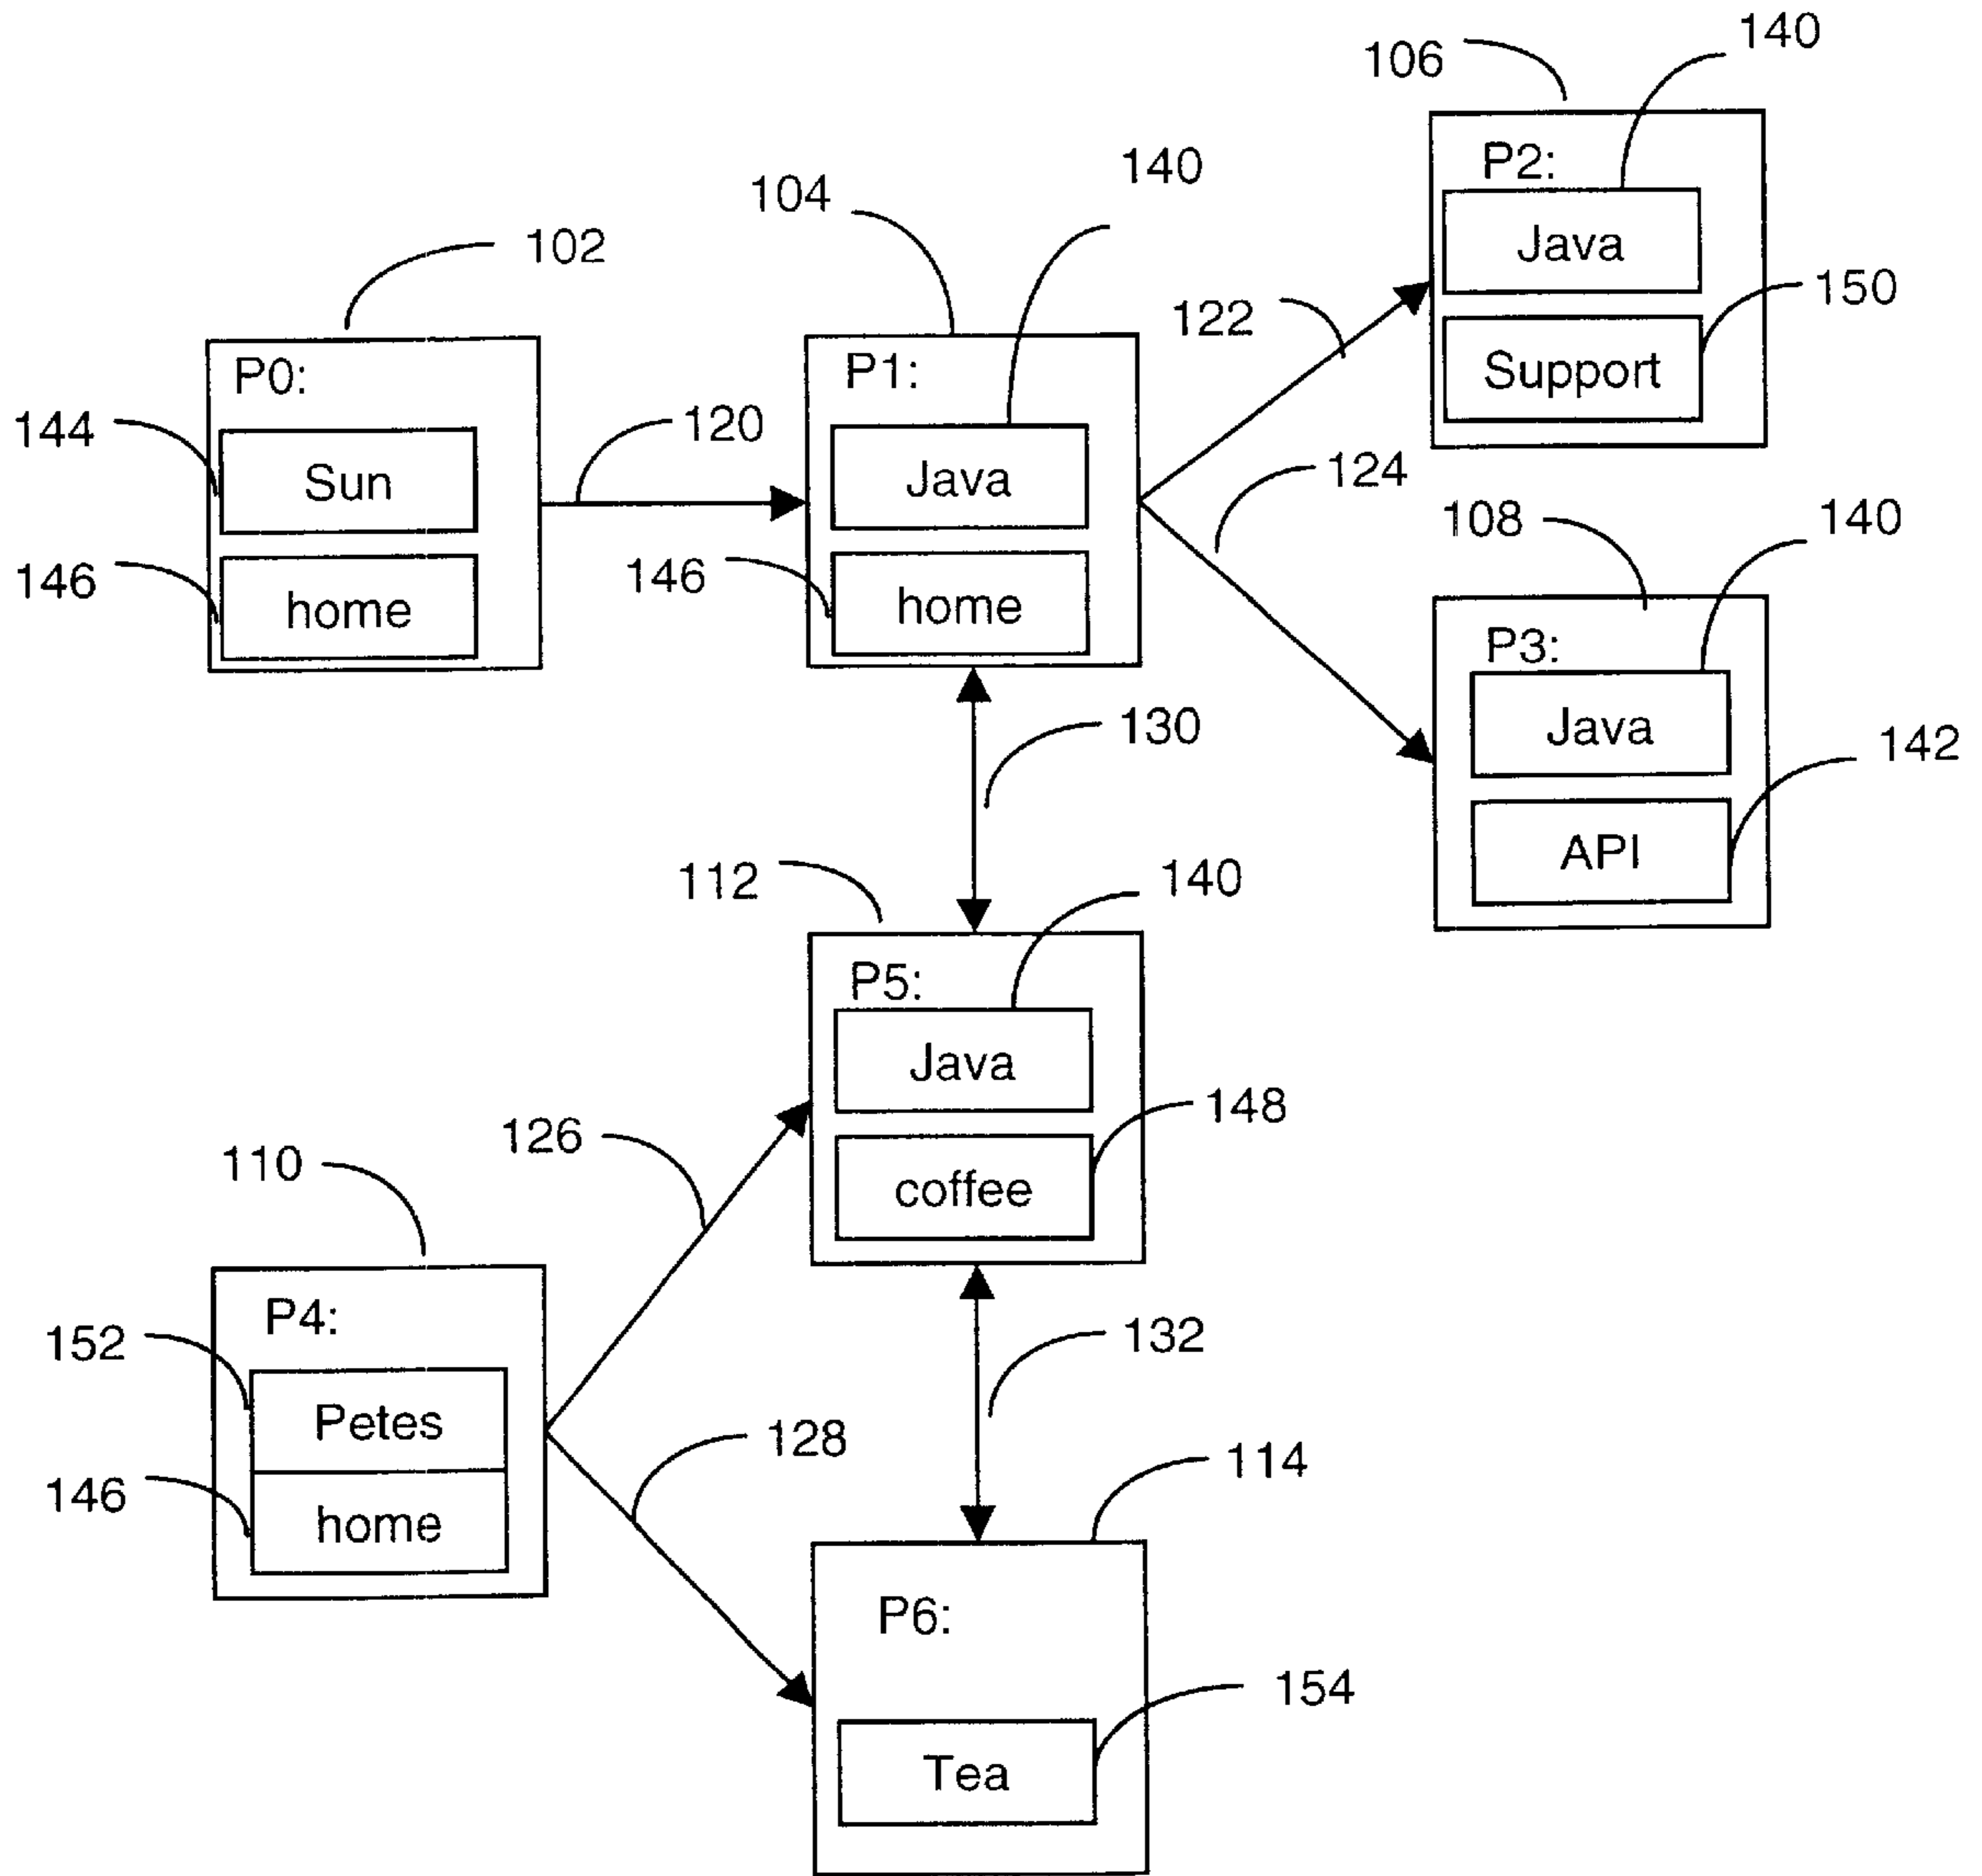 106
140
P2:
Java
150
Support
102
104
140
122
P0:
144
Sun
146
home
120
P1:
Java
146
home
124
108
140
P3:
Java
142
API
130
112
140
P5:
Java
148
coffee
126
110
P4:
152
Petes
146
home
128
132
114
P6:
154
Tea